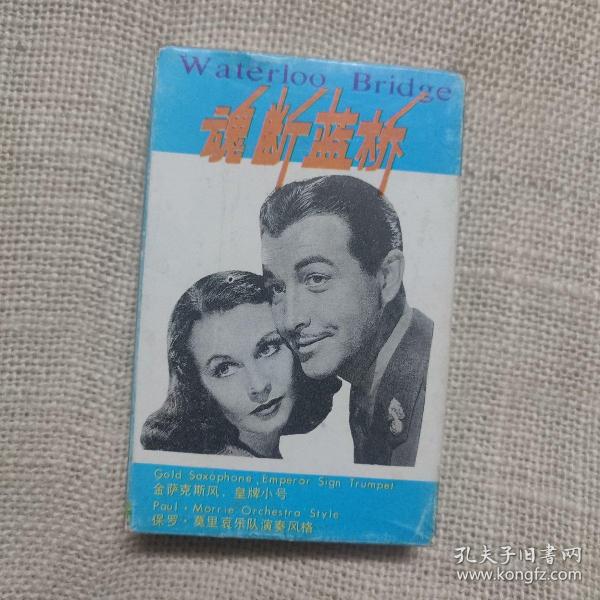 Waterloo Bridge
魂断蓝桥
Gold Saxophone, Emperor Sign Trumpet
金萨克斯风、皇牌小号
Paul · Morrie Orchestra Style
保罗·莫里哀乐队演奏风格
孔夫子旧书网
www.kongfz.com